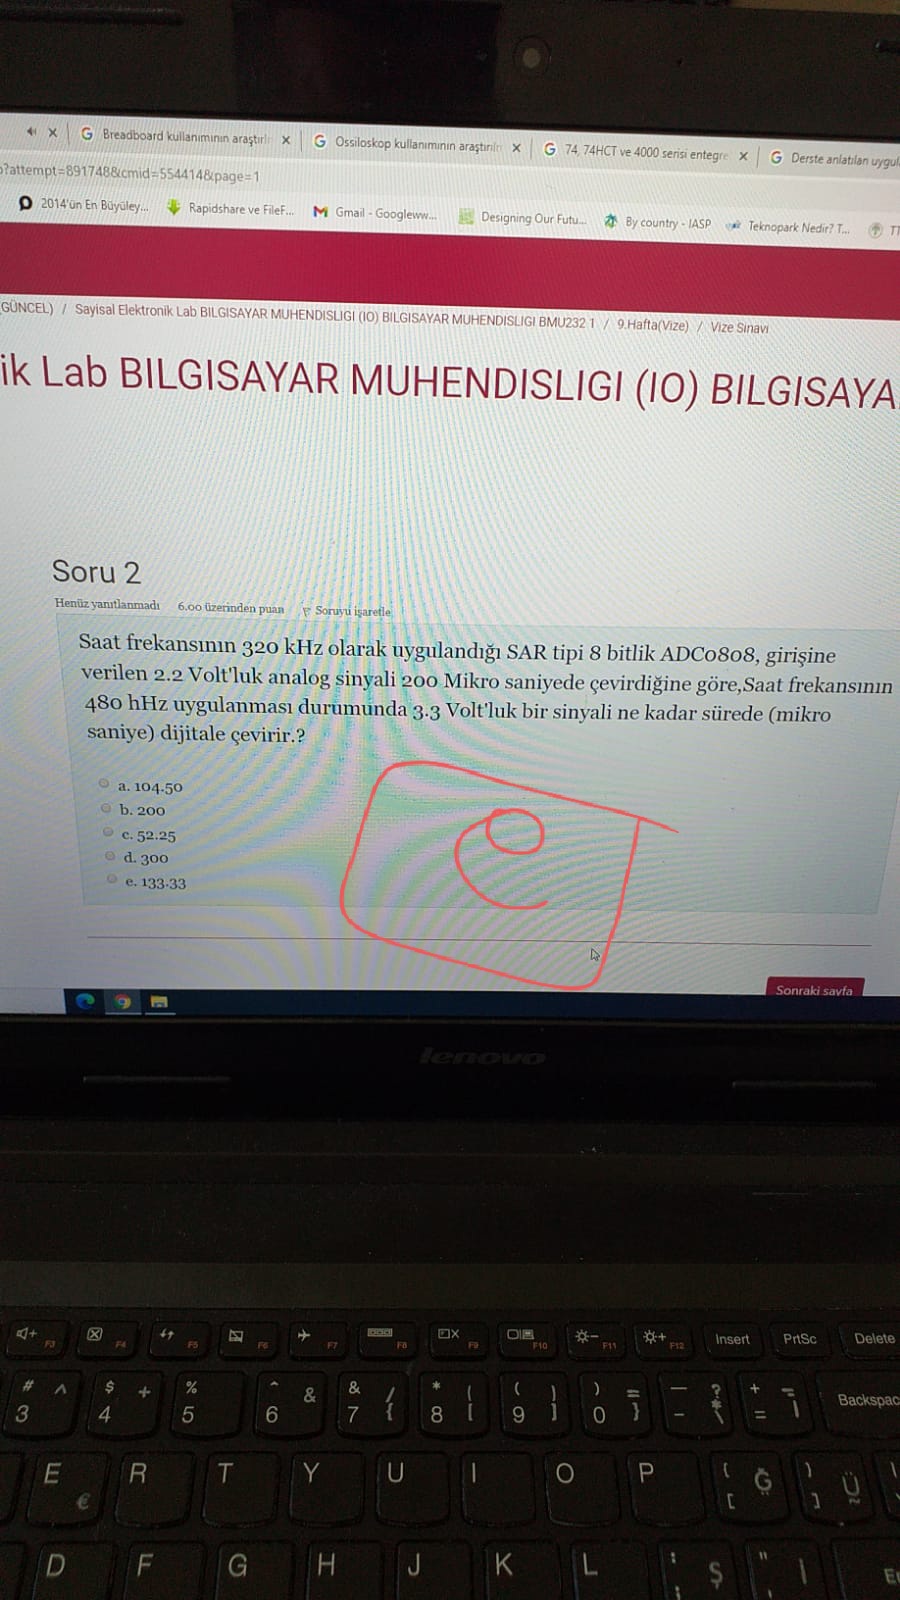 Breadboard kullanımının araştırılı
Ossiloskop kullanımının araştırılm
74, 74HCT ve 4000 serisi entegre
Derste anlatılan uygul
?attempt=891748&cmid=554414&page=1
2014'ün En Büyüley...
Rapidshare ve FileF...
Gmail - Googleww...
Designing Our Futu...
By country - IASP
Teknopark Nedir? T...
GÜNCEL) / Sayisal Elektronik Lab BILGISAYAR MUHENDISLIGI (IO) BILGISAYAR MUHENDISLIGI BMU232 1 / 9.Hafta(Vize) / Vize Sınavı
ik Lab BILGISAYAR MUHENDISLIGI (IO) BILGISAYA
Soru 2
Henüz yanıtlanmadı 6.00 üzerinden puan Soruyu işaretle
Saat frekansının 320 kHz olarak uygulandığı SAR tipi 8 bitlik ADC0808, girişine
verilen 2.2 Volt'luk analog sinyali 200 Mikro saniyede çevirdiğine göre,Saat frekansının
480 hHz uygulanması durumunda 3.3 Volt'luk bir sinyali ne kadar sürede (mikro
saniye) dijitale çevirir.?
a. 104.50
b. 200
c. 52.25
d. 300
e. 133.33
e
Sonraki sayfa
lenovo
F3 F4 F5 F6 F7 F8 F9 F10 F11 F12 Insert PrtSc Delete
# ^ $ + % ^ & & / { * ( [ ( ) ] ) = } — ? * + =
3 4 5 6 7 8 9 0 - \ = Backspac
E € R T Y U I O P { [ Ğ } ] Ü ~
D F G H J K L : ; Ş " ' İ En